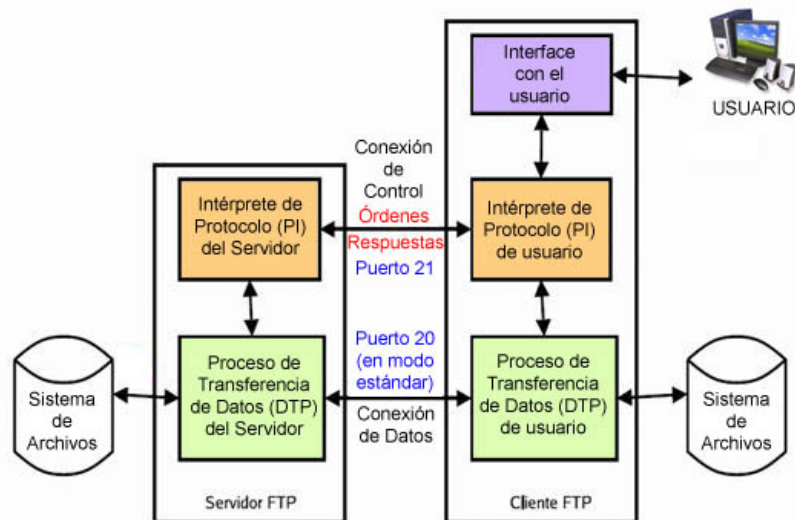 Interface
con el
usuario
USUARIO
Conexión
de
Control
Órdenes
Respuestas
Puerto 21
Intérprete de
Protocolo (PI)
del Servidor
Intérprete de
Protocolo (PI)
de usuario
Puerto 20
(en modo
estándar)
Conexión
de Datos
Sistema
de
Archivos
Proceso de
Transferencia
de Datos (DTP)
del Servidor
Proceso de
Transferencia
de Datos (DTP)
de usuario
Sistema
de
Archivos
Servidor FTP
Cliente FTP